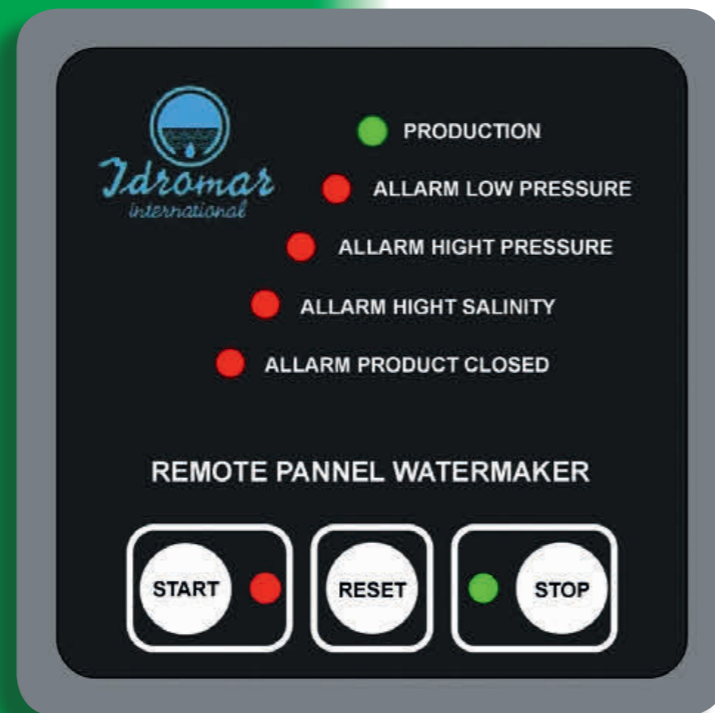 Idromar
international
PRODUCTION
ALLARM LOW PRESSURE
ALLARM HIGHT PRESSURE
ALLARM HIGHT SALINITY
ALLARM PRODUCT CLOSED
REMOTE PANNEL WATERMAKER
START
RESET
STOP